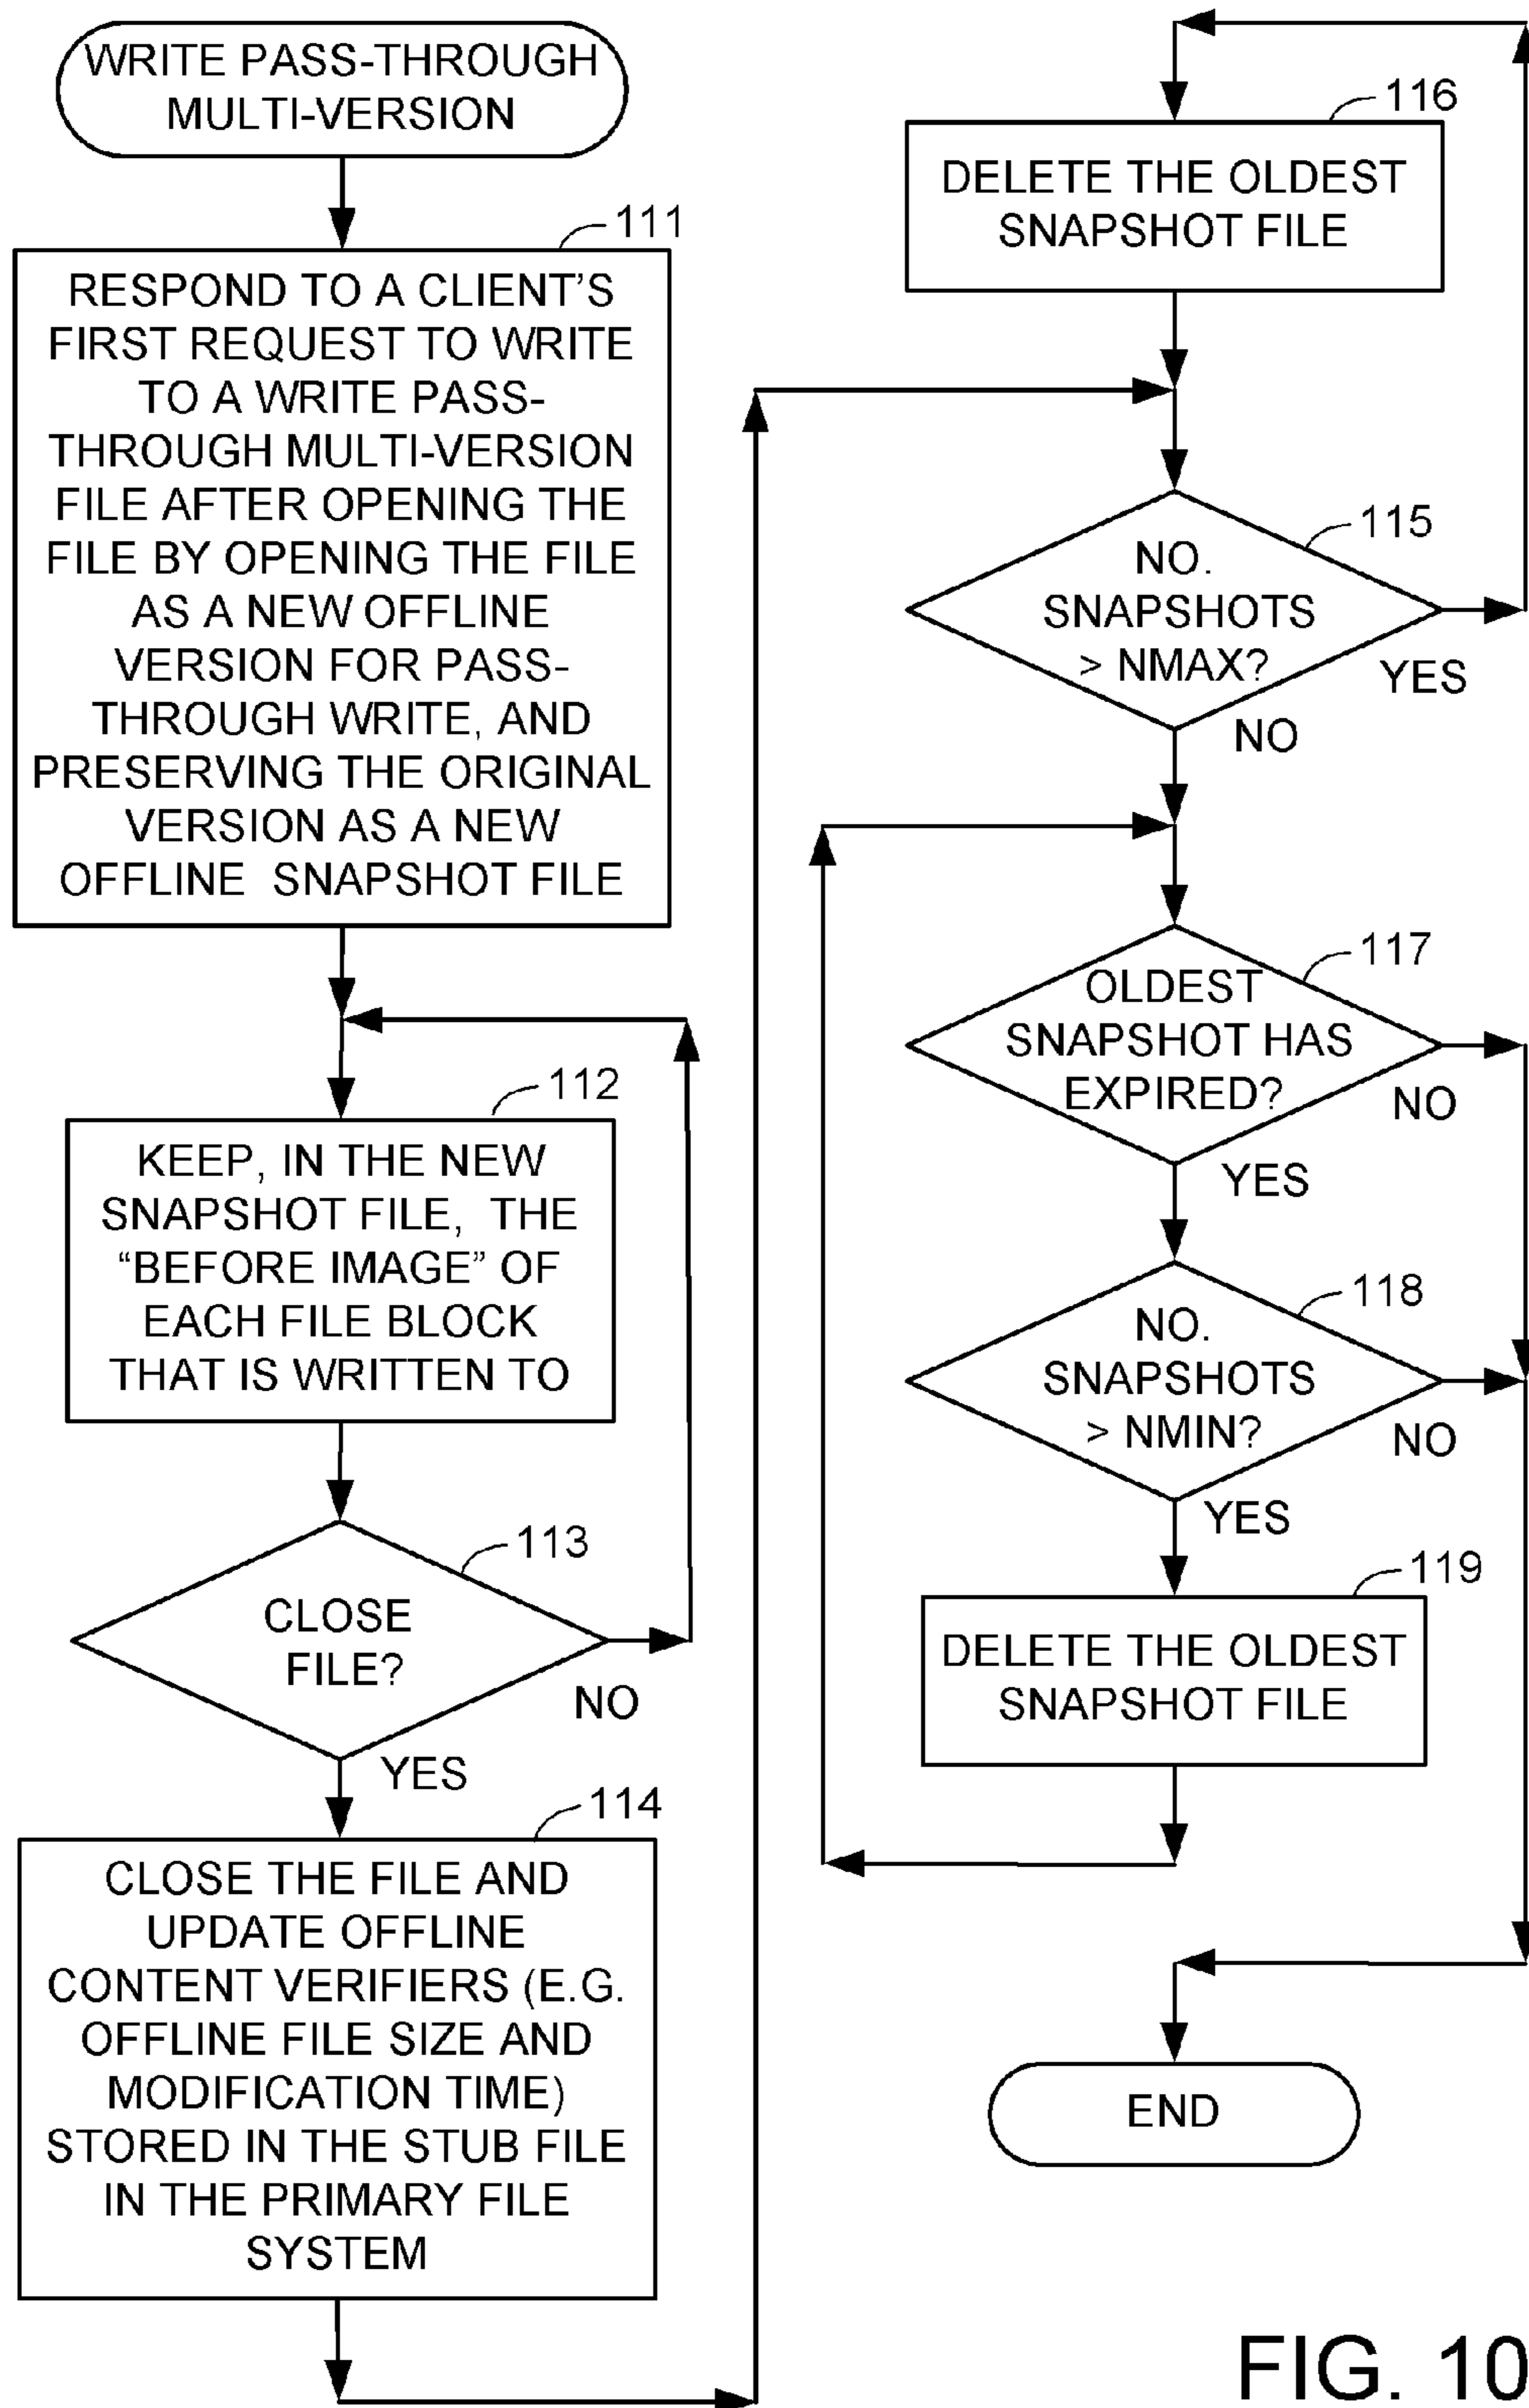 WRITE PASS-THROUGH
MULTI-VERSION
111
RESPOND TO A CLIENT'S
FIRST REQUEST TO WRITE
TO A WRITE PASS-
THROUGH MULTI-VERSION
FILE AFTER OPENING THE
FILE BY OPENING THE FILE
AS A NEW OFFLINE
VERSION FOR PASS-
THROUGH WRITE, AND
PRESERVING THE ORIGINAL
VERSION AS A NEW
OFFLINE SNAPSHOT FILE
112
KEEP, IN THE NEW
SNAPSHOT FILE, THE
“BEFORE IMAGE” OF
EACH FILE BLOCK
THAT IS WRITTEN TO
113
CLOSE
FILE?
NO
YES
114
CLOSE THE FILE AND
UPDATE OFFLINE
CONTENT VERIFIERS (E.G.
OFFLINE FILE SIZE AND
MODIFICATION TIME)
STORED IN THE STUB FILE
IN THE PRIMARY FILE
SYSTEM
116
DELETE THE OLDEST
SNAPSHOT FILE
115
NO.
SNAPSHOTS
> NMAX?
YES
NO
117
OLDEST
SNAPSHOT HAS
EXPIRED?
NO
YES
118
NO.
SNAPSHOTS
> NMIN?
NO
YES
119
DELETE THE OLDEST
SNAPSHOT FILE
END
FIG. 10